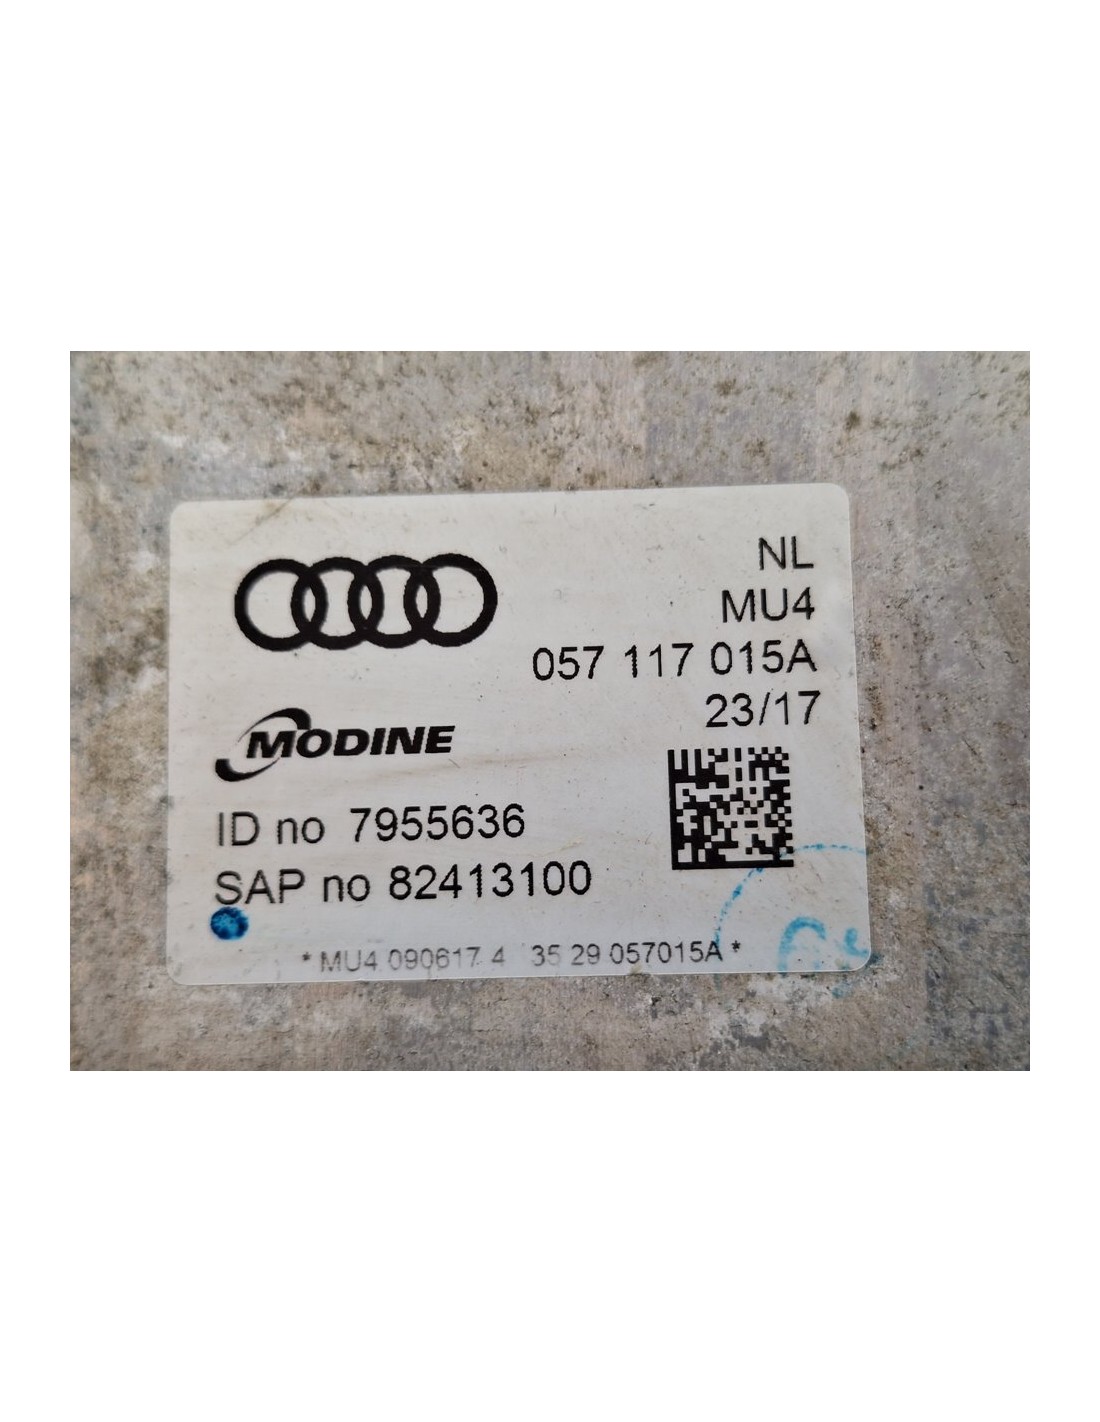 NL
MU4
057 117 015A
23/17
MODINE
ID no 7955636
SAP no 82413100
* MU4 090617 4 35 29 057015A *